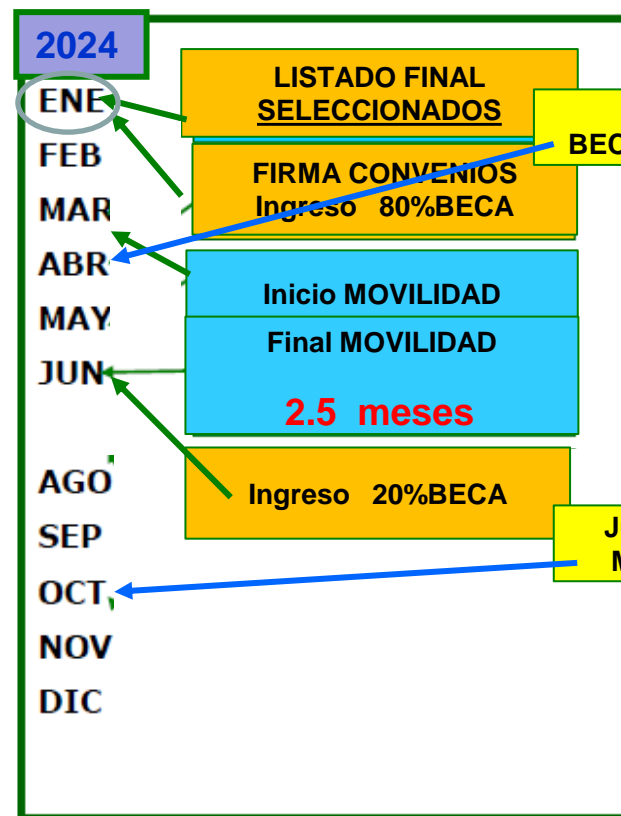 2024
ENE
FEB
MAR
ABR
MAY
JUN
AGO
SEP
OCT
NOV
DIC
LISTADO FINAL
SELECCIONADOS
FIRMA CONVENIOS
Ingreso 80%BECA
Inicio MOVILIDAD
Final MOVILIDAD
2.5 meses
Ingreso 20%BECA
BEC
J
M